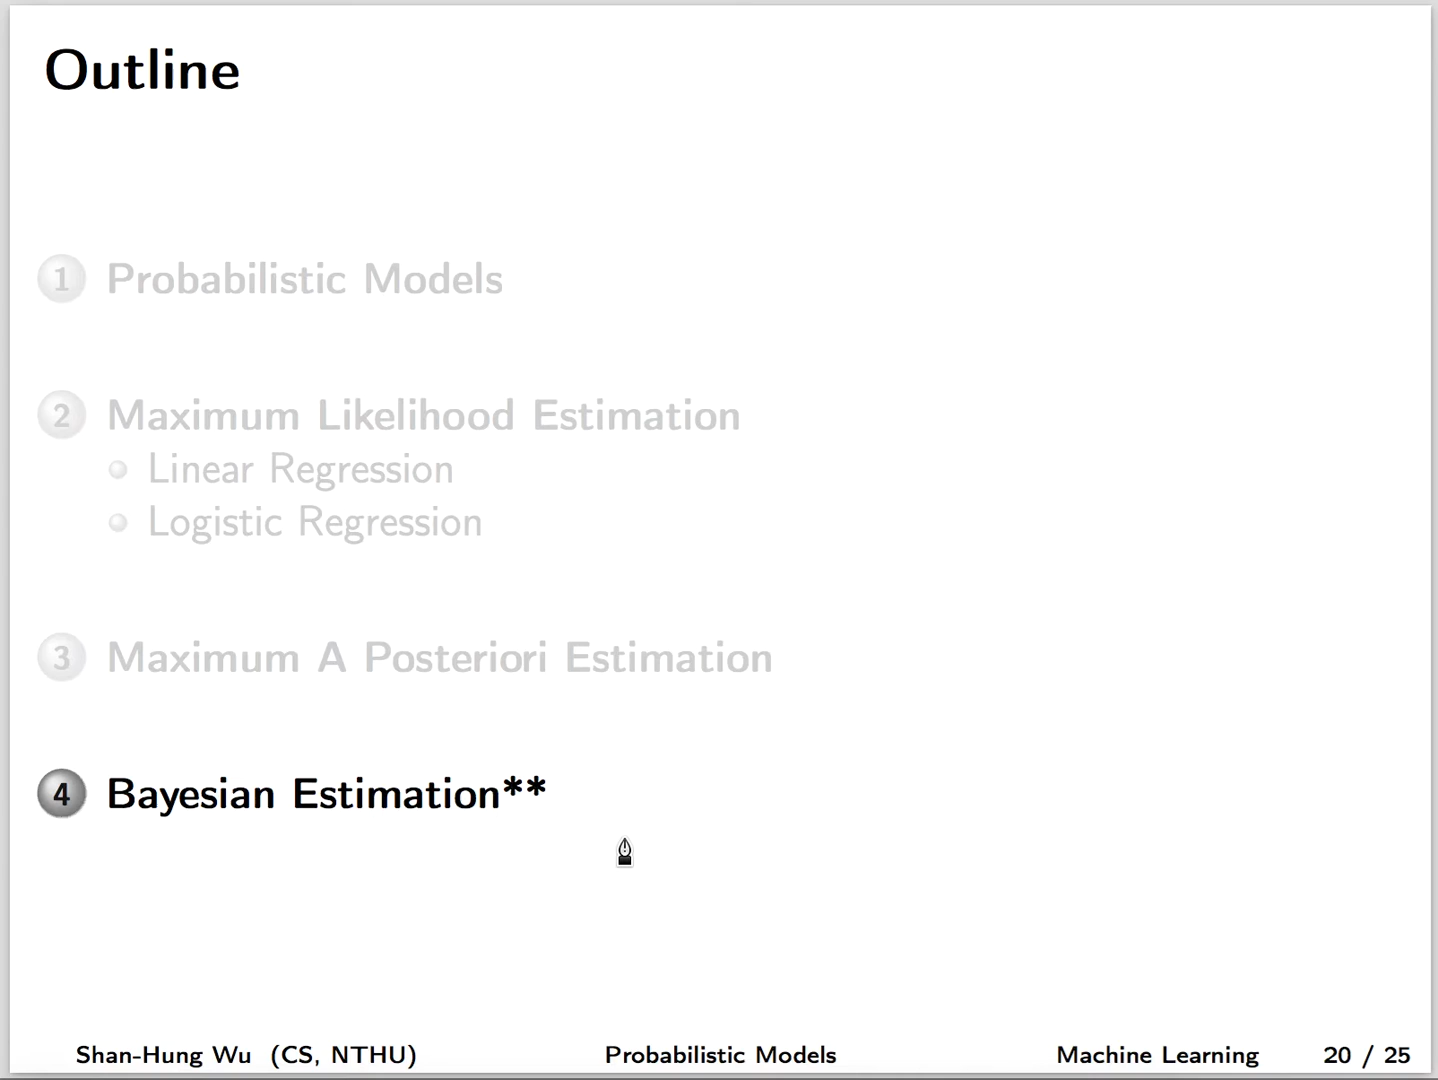 Outline
1 Probabilistic Models
2 Maximum Likelihood Estimation
Linear Regression
Logistic Regression
3 Maximum A Posteriori Estimation
4 Bayesian Estimation**
Shan-Hung Wu (CS, NTHU) Probabilistic Models Machine Learning 20 / 25